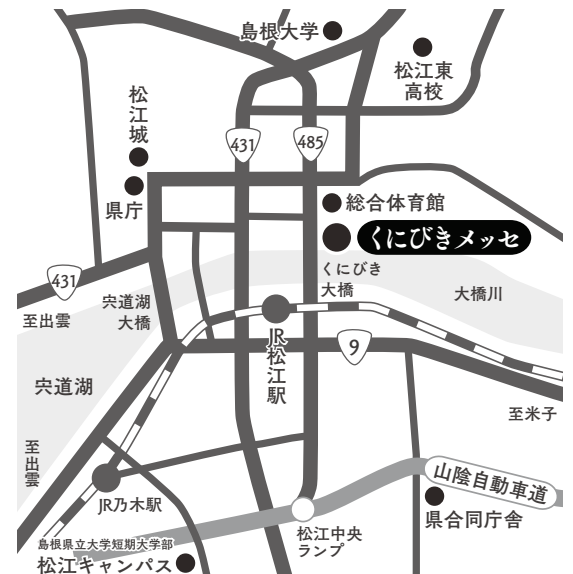 島根大学
松江東
高校
松江城
431
485
県庁
総合体育館
くにびきメッセ
くにびき
大橋
431
宍道湖
大橋
大橋川
至出雲
JR松江駅
9
宍道湖
至米子
至出雲
山陰自動車道
JR乃木駅
県合同庁舎
松江中央
ランプ
島根県立大学短期大学部
松江キャンパス